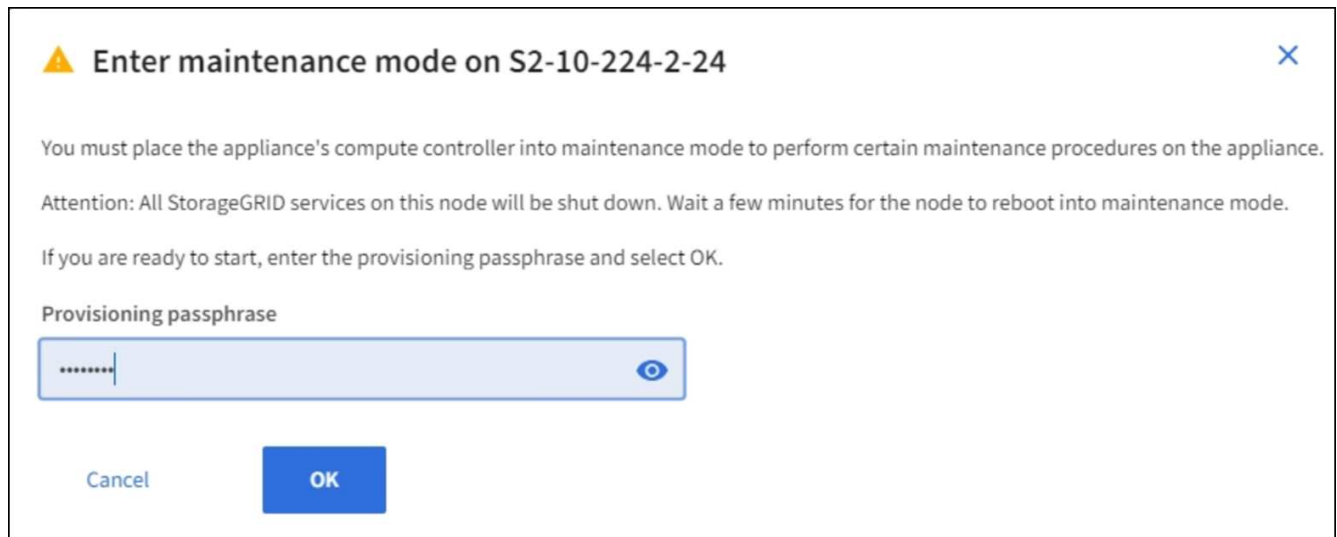 Enter maintenance mode on S2-10-224-2-24
You must place the appliance's compute controller into maintenance mode to perform certain maintenance procedures on the appliance.
Attention: All StorageGRID services on this node will be shut down. Wait a few minutes for the node to reboot into maintenance mode.
If you are ready to start, enter the provisioning passphrase and select OK.
Provisioning passphrase
••••••••
Cancel
OK